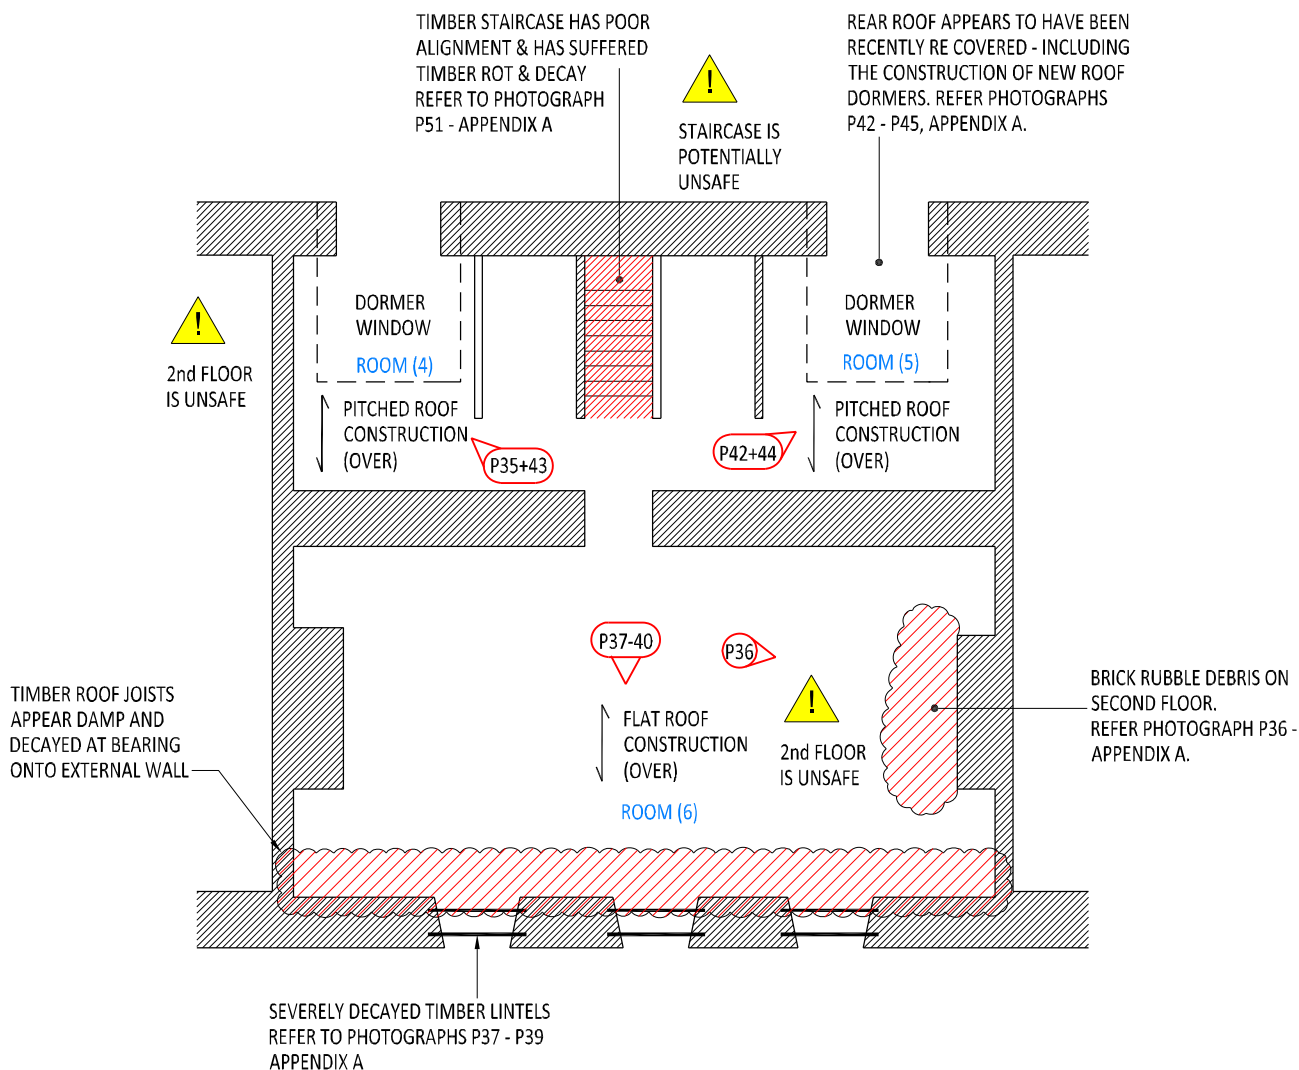 TIMBER STAIRCASE HAS POOR
ALIGNMENT & HAS SUFFERED
TIMBER ROT & DECAY
REFER TO PHOTOGRAPH
P51 - APPENDIX A
!
STAIRCASE IS
POTENTIALLY
UNSAFE
REAR ROOF APPEARS TO HAVE BEEN
RECENTLY RE COVERED - INCLUDING
THE CONSTRUCTION OF NEW ROOF
DORMERS. REFER PHOTOGRAPHS
P42 - P45, APPENDIX A.
!
2nd FLOOR
IS UNSAFE
DORMER
WINDOW
ROOM (4)
PITCHED ROOF
CONSTRUCTION
(OVER)
P35+43
DORMER
WINDOW
ROOM (5)
P42+44
PITCHED ROOF
CONSTRUCTION
(OVER)
P37-40
P36
FLAT ROOF
CONSTRUCTION
(OVER)
ROOM (6)
!
2nd FLOOR
IS UNSAFE
BRICK RUBBLE DEBRIS ON
SECOND FLOOR.
REFER PHOTOGRAPH P36 -
APPENDIX A.
TIMBER ROOF JOISTS
APPEAR DAMP AND
DECAYED AT BEARING
ONTO EXTERNAL WALL
SEVERELY DECAYED TIMBER LINTELS
REFER TO PHOTOGRAPHS P37 - P39
APPENDIX A